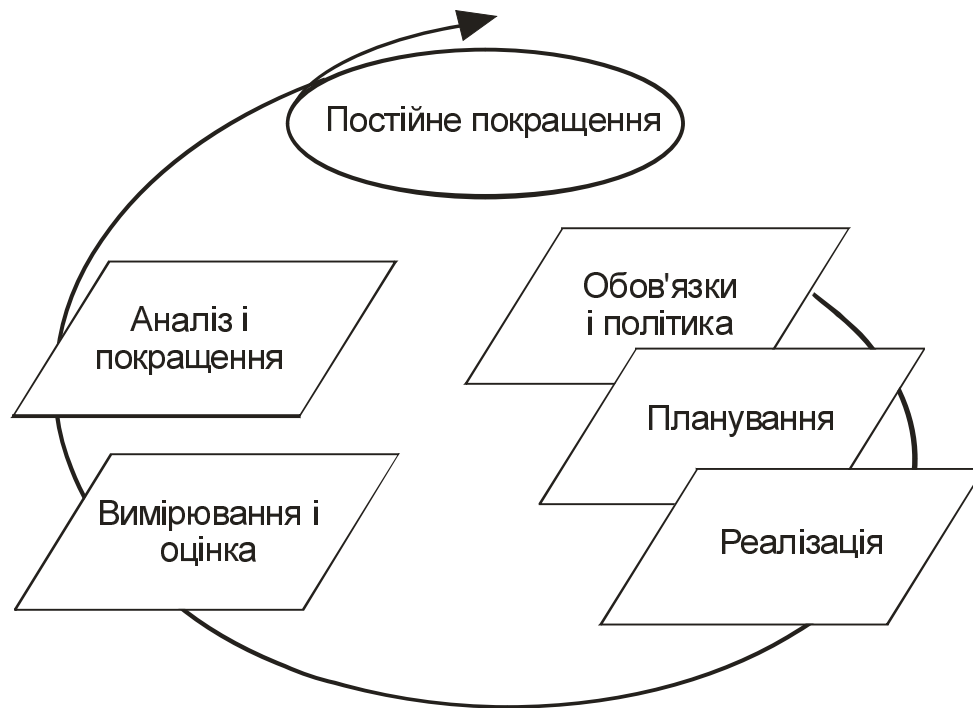 Постійне покращення
Обов'язки
і політика
Планування
Реалізація
Вимірювання і
оцінка
Аналіз і
покращення